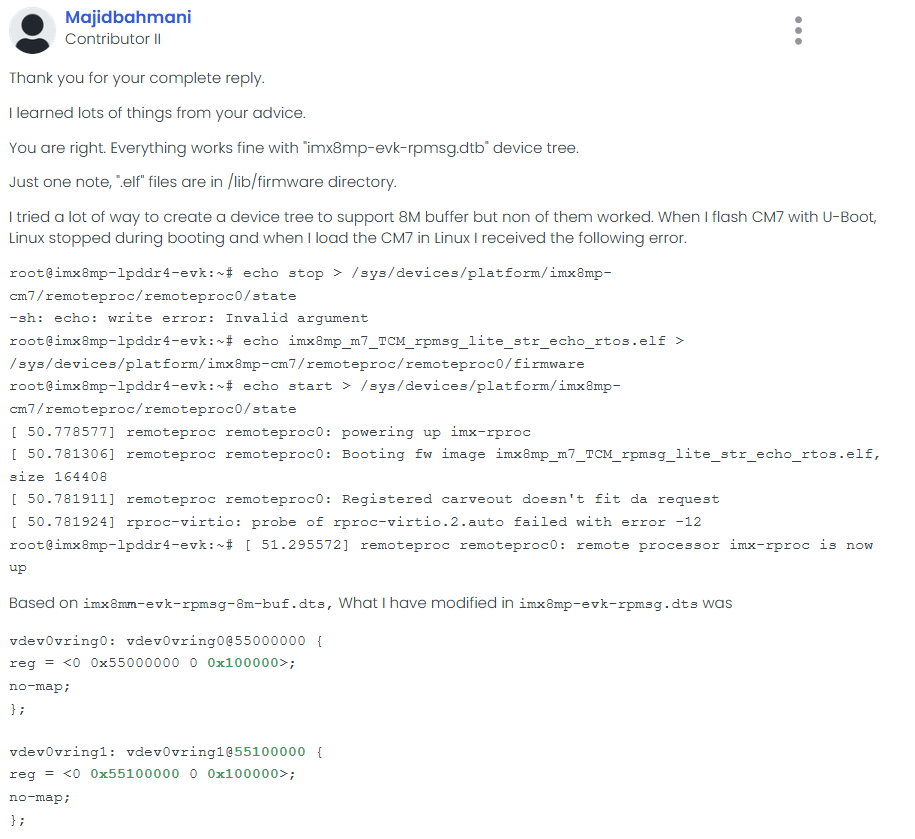 Majidbahmani
Contributor II
Thank you for your complete reply.
I learned lots of things from your advice.
You are right. Everything works fine with "imx8mp-evk-rpmsg.dtb" device tree.
Just one note, ".elf" files are in /lib/firmware directory.
I tried a lot of way to create a device tree to support 8M buffer but non of them worked. When I flash CM7 with U-Boot,
Linux stopped during booting and when I load the CM7 in Linux I received the following error.
root@imx8mp-lpddr4-evk:~# echo stop > /sys/devices/platform/imx8mp-
cm7/remoteproc/remoteproc0/state
-sh: echo: write error: Invalid argument
root@imx8mp-lpddr4-evk:~# echo imx8mp_m7_TCM_rpmsg_lite_str_echo_rtos.elf >
/sys/devices/platform/imx8mp-cm7/remoteproc/remoteproc0/firmware
root@imx8mp-lpddr4-evk:~# echo start > /sys/devices/platform/imx8mp-
cm7/remoteproc/remoteproc0/state
[ 50.778577] remoteproc remoteproc0: powering up imx-rproc
[ 50.781306] remoteproc remoteproc0: Booting fw image imx8mp_m7_TCM_rpmsg_lite_str_echo_rtos.elf,
size 164408
[ 50.781911] remoteproc remoteproc0: Registered carveout doesn't fit da request
[ 50.781924] rproc-virtio: probe of rproc-virtio.2.auto failed with error -12
root@imx8mp-lpddr4-evk:~# [ 51.295572] remoteproc remoteproc0: remote processor imx-rproc is now
up
Based on imx8mm-evk-rpmsg-8m-buf.dts, What I have modified in imx8mp-evk-rpmsg.dts was
vdev0vring0: vdev0vring0@55000000 {
reg = <0 0x55000000 0 0x100000>;
no-map;
};
vdev0vring1: vdev0vring1@55100000 {
reg = <0 0x55100000 0 0x100000>;
no-map;
};